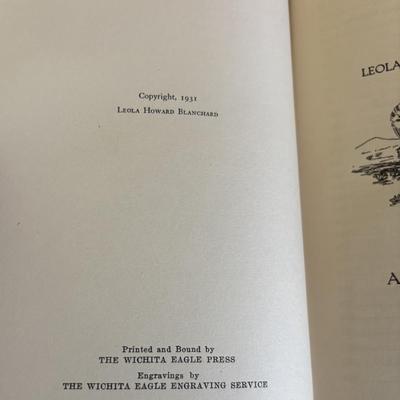 Copyright, 1931
Leola Howard Blanchard
Printed and Bound by
THE WICHITA EAGLE PRESS
Engravings by
THE WICHITA EAGLE ENGRAVING SERVICE
LEOLA
A